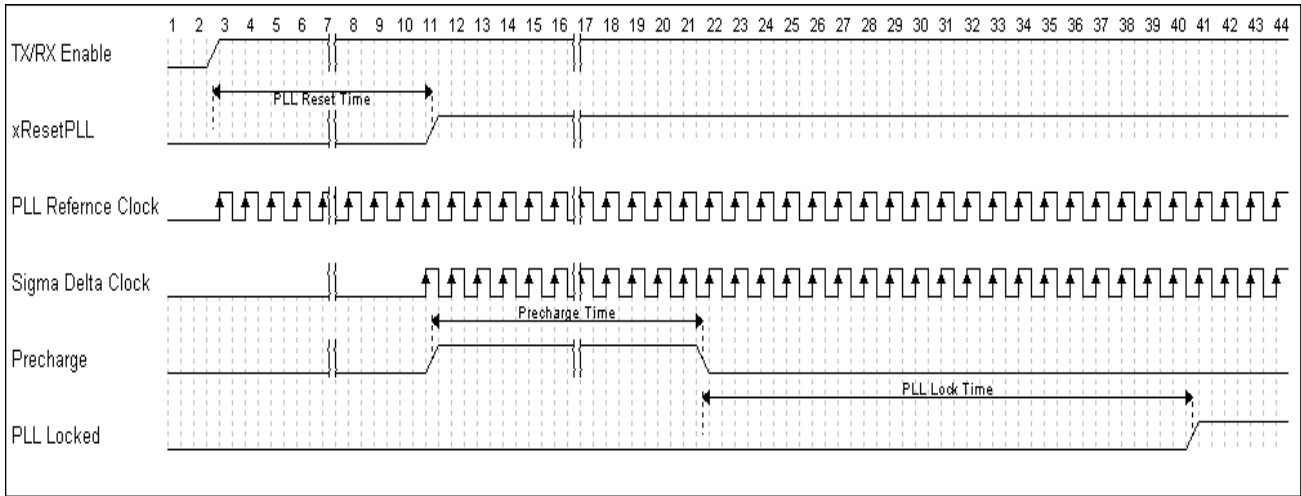 1 2 3 4 5 6 7 8 9 10 11 12 13 14 15 16 17 18 19 20 21 22 23 24 25 26 27 28 29 30 31 32 33 34 35 36 37 38 39 40 41 42 43 44
TX/RX Enable
PLL Reset Time
xResetPLL
PLL Refernce Clock
Sigma Delta Clock
Precharge Time
Precharge
PLL Lock Time
PLL Locked